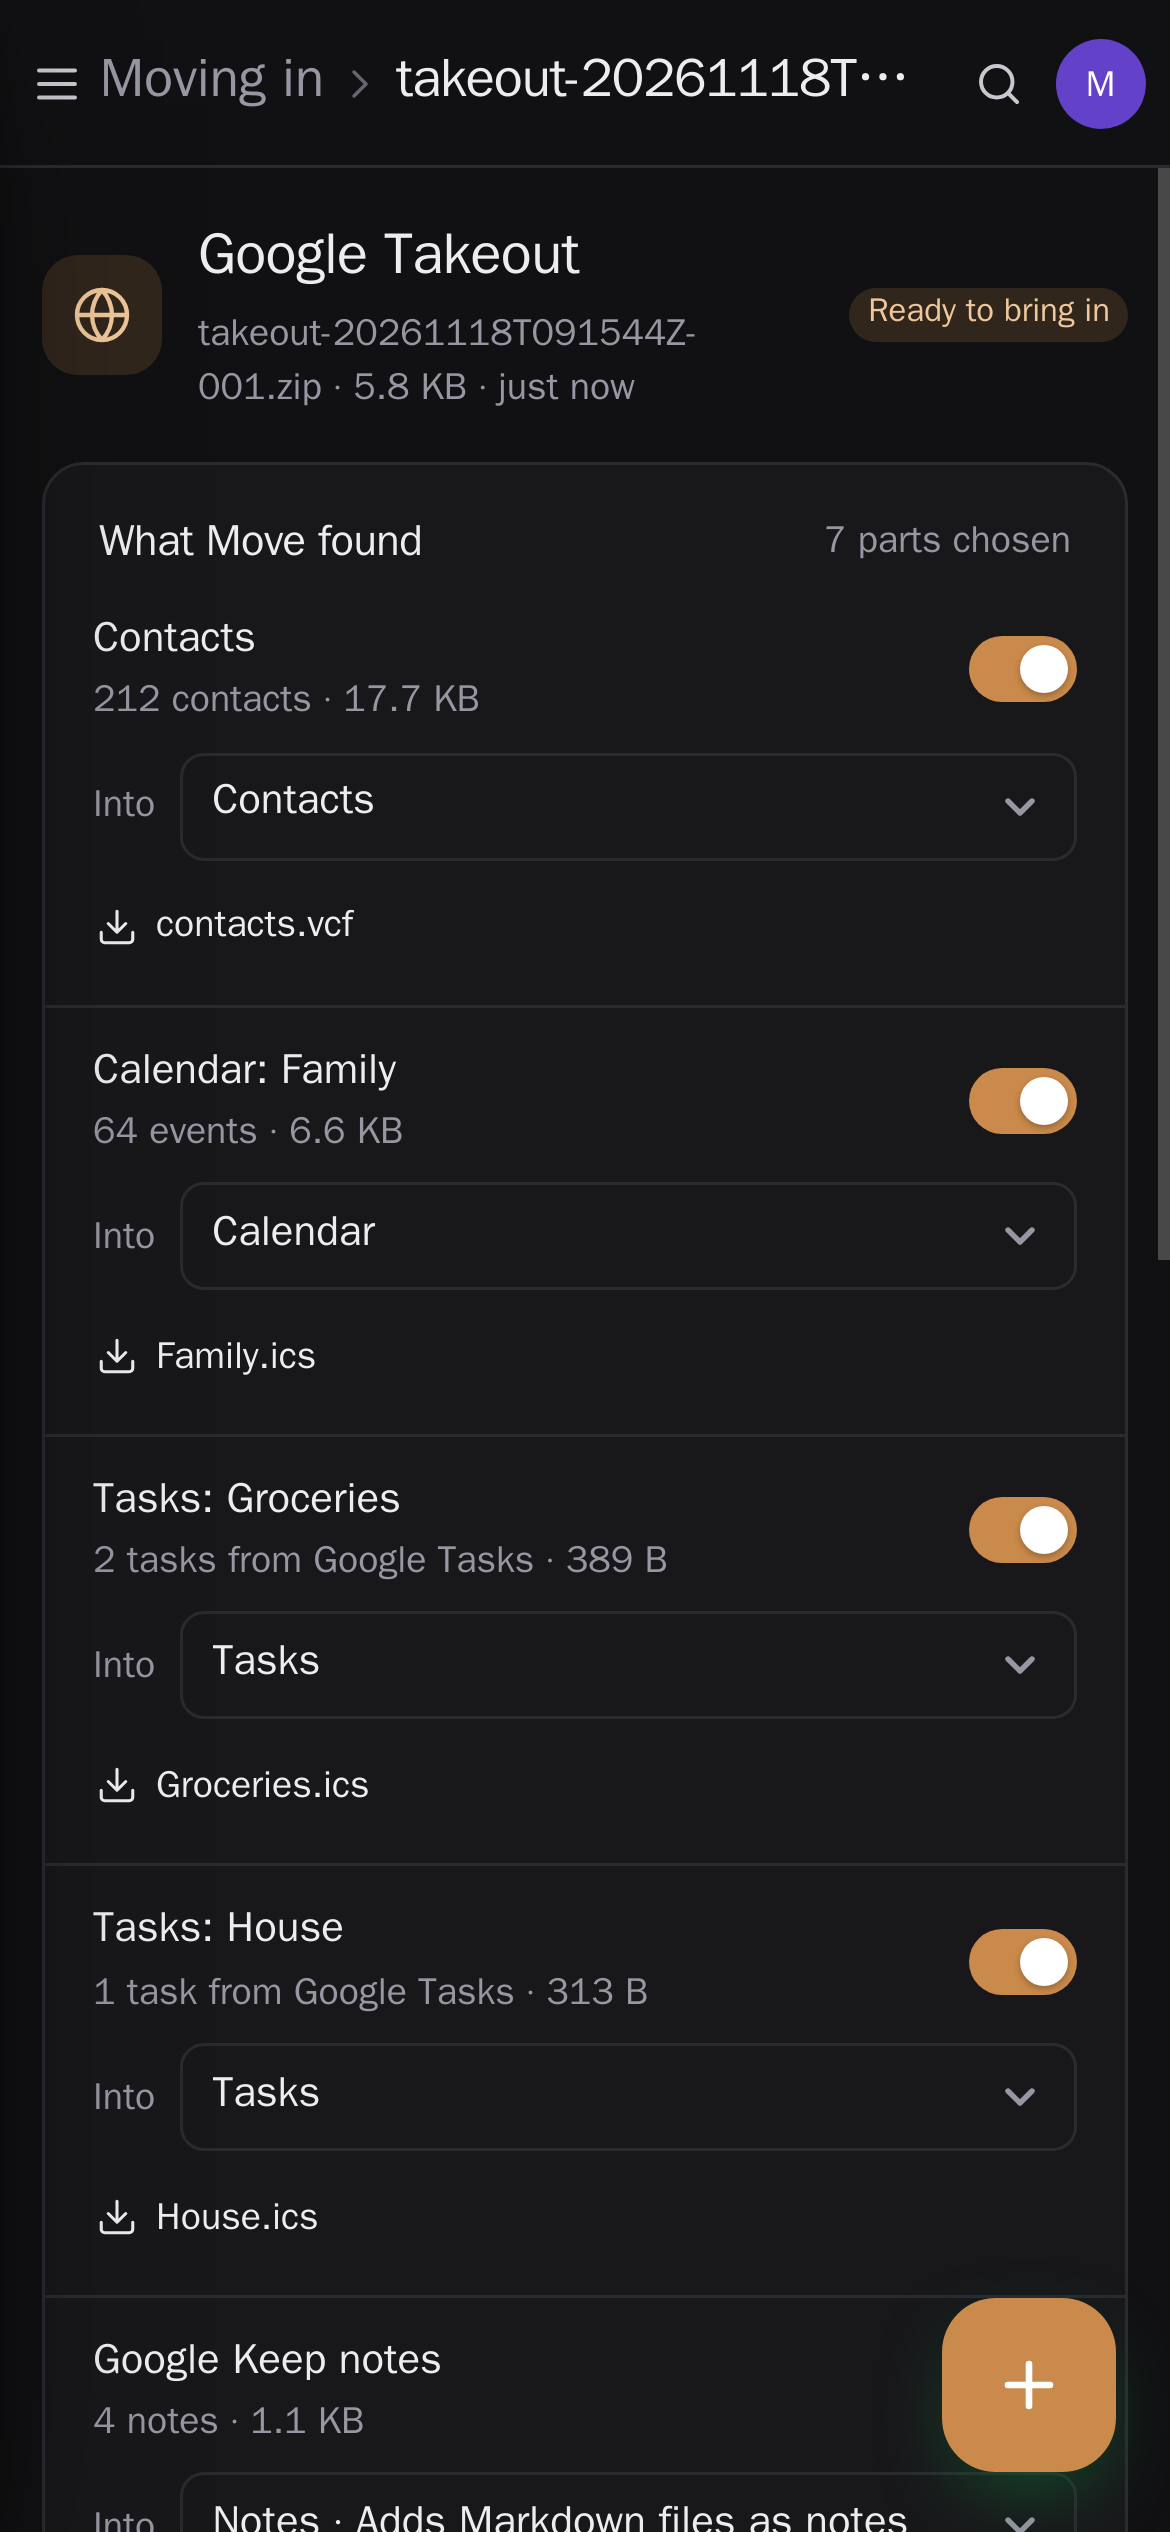 Moving in > takeout-20261118T···
M
Google Takeout
takeout-20261118T091544Z-
001.zip · 5.8 KB · just now
Ready to bring in
What Move found
7 parts chosen
Contacts
212 contacts · 17.7 KB
Into
Contacts
contacts.vcf
Calendar: Family
64 events · 6.6 KB
Into
Calendar
Family.ics
Tasks: Groceries
2 tasks from Google Tasks · 389 B
Into
Tasks
Groceries.ics
Tasks: House
1 task from Google Tasks · 313 B
Into
Tasks
House.ics
Google Keep notes
4 notes · 1.1 KB
Into
Notes · Adds Markdown files as notes